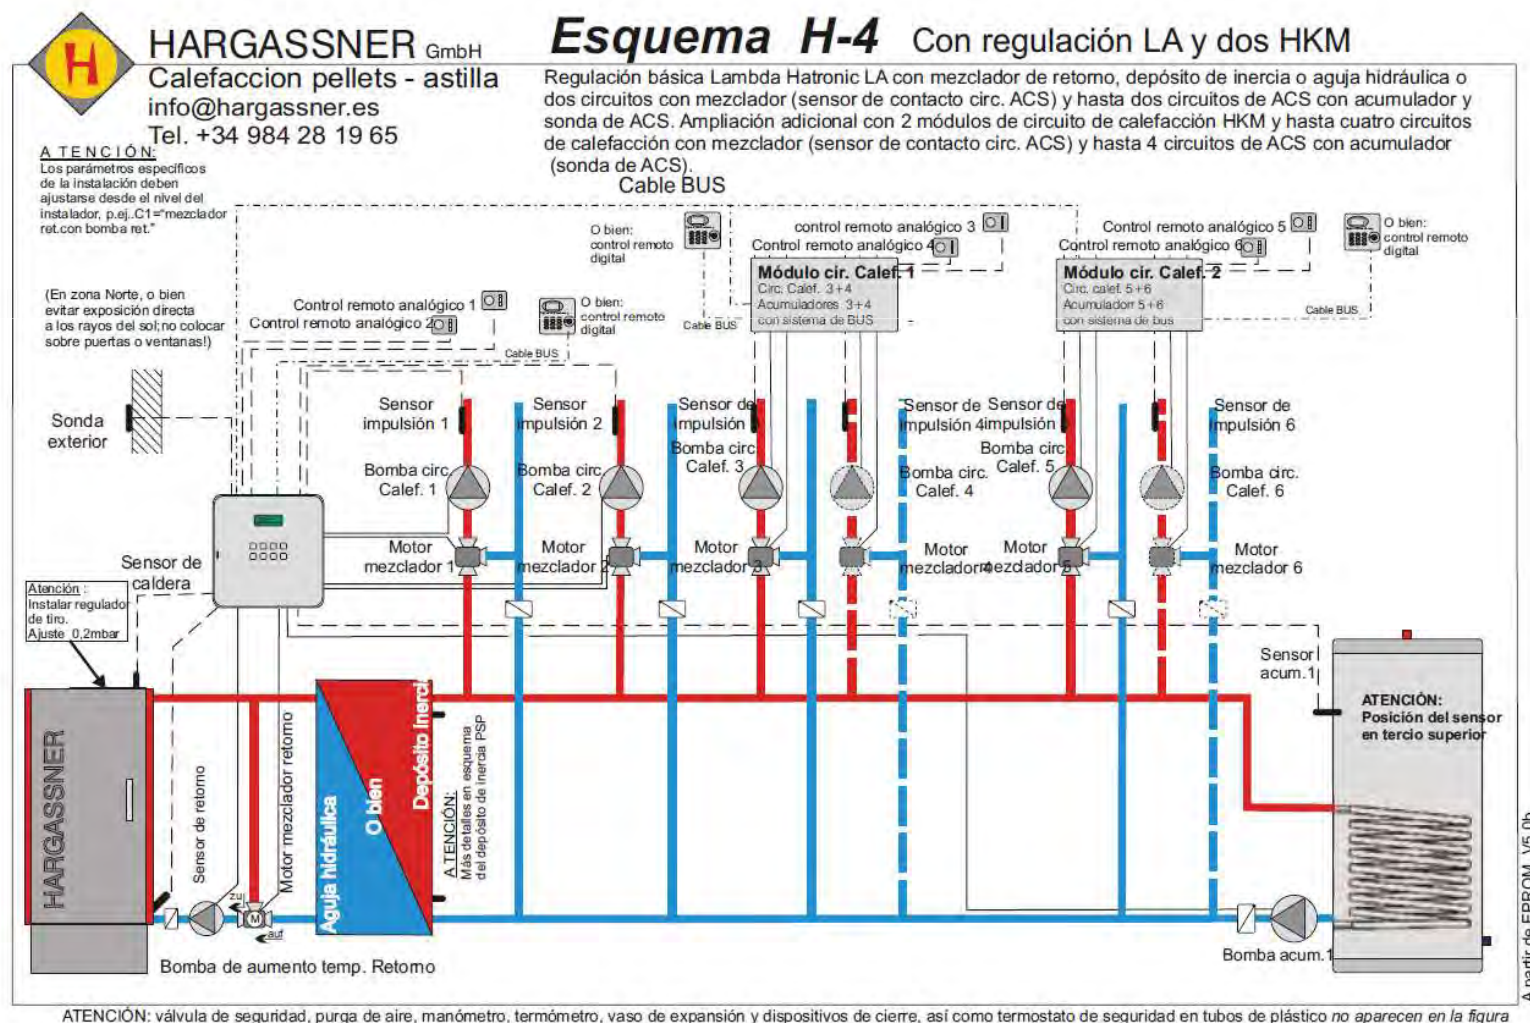 HARGASSNER GmbH
Calefaccion pellets - astilla
info@hargassner.es
Tel. +34 984 28 19 65
Esquema H-4 Con regulación LA y dos HKM
Regulación básica Lambda Hatronic LA con mezclador de retorno, depósito de inercia o aguja hidráulica o
dos circuitos con mezclador (sensor de contacto circ. ACS) y hasta dos circuitos de ACS con acumulador y
sonda de ACS. Ampliación adicional con 2 módulos de circuito de calefacción HKM y hasta cuatro circuitos
de calefacción con mezclador (sensor de contacto circ. ACS) y hasta 4 circuitos de ACS con acumulador
(sonda de ACS).
ATENCIÓN:
Los parámetros específicos
de la instalación deben
ajustarse desde el nivel del
instalador, p.ej..C1="mezclador
ret.con bomba ret."
Cable BUS
O bien:
control remoto
digital
control remoto analógico 3
Control remoto analógico 4
Módulo cir. Calef. 1
Circ. Calef. 3+4
Acumuladores 3+4
con sistema de BUS
Cable BUS
Control remoto analógico 5
Control remoto analógico 6
Módulo cir. Calef. 2
Circ. calef. 5+6
Acumuladorr 5+6
con sistema de bus
O bien:
control remoto
digital
Cable BUS
(En zona Norte, o bien
evitar exposición directa
a los rayos del sol;no colocar
sobre puertas o ventanas!)
Control remoto analógico 1
Control remoto analógico 2
O bien:
control remoto
digital
Cable BUS
Sonda
exterior
Sensor
impulsión 1
Sensor
impulsión 2
Sensor de
impulsión
Sensor de
impulsión 4
Sensor de
impulsión
Sensor de
impulsión 6
Bomba circ.
Calef. 1
Bomba circ.
Calef. 2
Bomba circ.
Calef. 3
Bomba circ.
Calef. 4
Bomba circ.
Calef. 5
Bomba circ.
Calef. 6
Motor
mezclador 1
Motor
mezclador 2
Motor
mezclador 3
Motor
mezclador 4
Motor
mezclador 5
Motor
mezclador 6
Sensor de
caldera
Atención :
Instalar regulador
de tiro.
Ajuste 0,2mbar
Sensor
acum.1
ATENCIÓN:
Posición del sensor
en tercio superior
HARGASSNER
Sensor de retorno
Motor mezclador retorno
Aguja hidráulica
O bien
Depósito inerci
ATENCIÓN:
Más detalles en esquema
del depósito de inercia PSP
zu
M
auf
Bomba de aumento temp. Retorno
Bomba acum.1
A partir de EPROM V5.0b
ATENCIÓN: válvula de seguridad, purga de aire, manómetro, termómetro, vaso de expansión y dispositivos de cierre, así como termostato de seguridad en tubos de plástico no aparecen en la figura